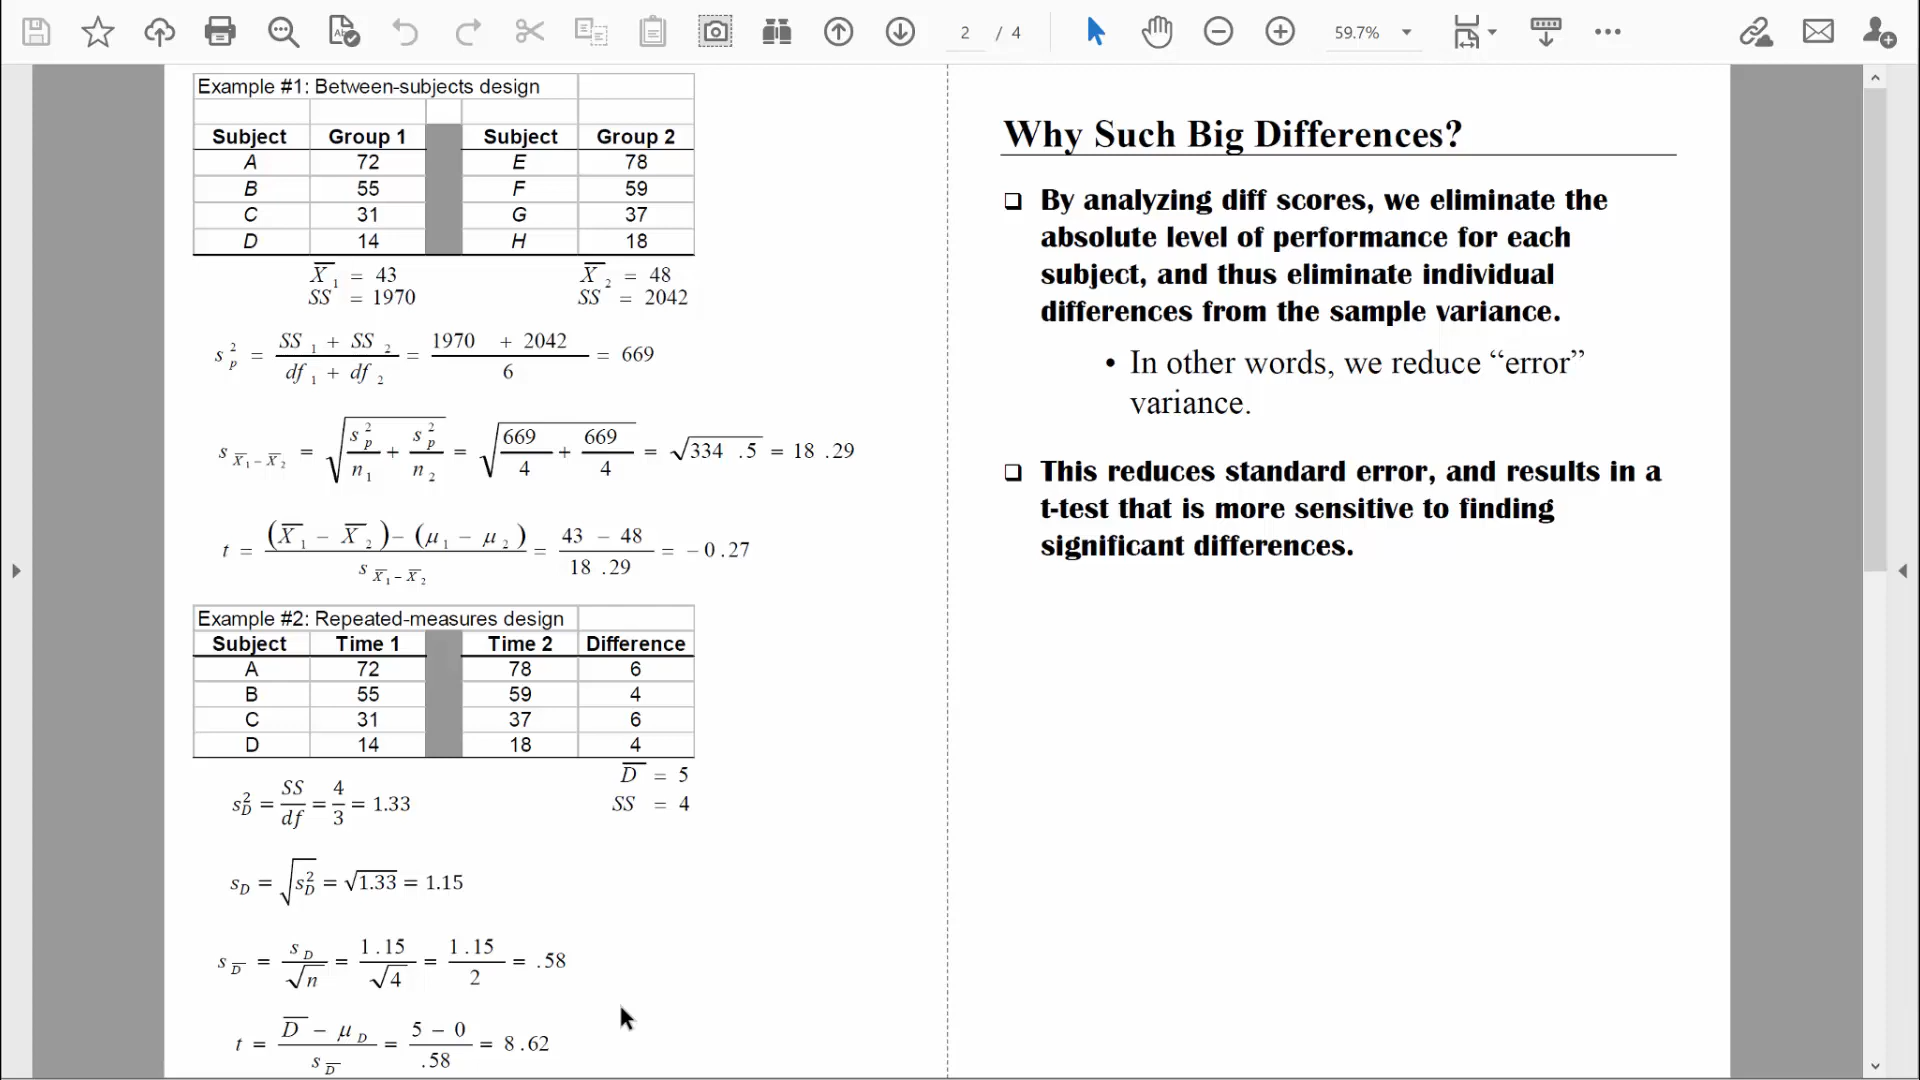 2 / 4 59.7%
Example #1: Between-subjects design
Subject Group 1 Subject Group 2
A 72 E 78
B 55 F 59
C 31 G 37
D 14 H 18
X̅₁ = 43 X̅₂ = 48
SS = 1970 SS = 2042
s²ₚ = (SS₁ + SS₂)/(df₁ + df₂) = (1970 + 2042)/6 = 669
s X̅₁ − X̅₂ = √(s²ₚ/n₁ + s²ₚ/n₂) = √(669/4 + 669/4) = √334 .5 = 18 .29
t = ((X̅₁ − X̅₂) − (μ₁ − μ₂))/(s X̅₁ − X̅₂) = (43 − 48)/(18 .29) = − 0 .27
Example #2: Repeated-measures design
Subject Time 1 Time 2 Difference
A 72 78 6
B 55 59 4
C 31 37 6
D 14 18 4
D̅ = 5
SS = 4
s²D = SS/df = 4/3 = 1.33
sD = √s²D = √1.33 = 1.15
s D̅ = sD/√n = 1 .15/√4 = 1 .15/2 = .58
t = (D̅ − μD)/(s D̅) = (5 − 0)/.58 = 8 .62
Why Such Big Differences?
❑ By analyzing diff scores, we eliminate the
absolute level of performance for each
subject, and thus eliminate individual
differences from the sample variance.
• In other words, we reduce “error”
variance.
❑ This reduces standard error, and results in a
t-test that is more sensitive to finding
significant differences.